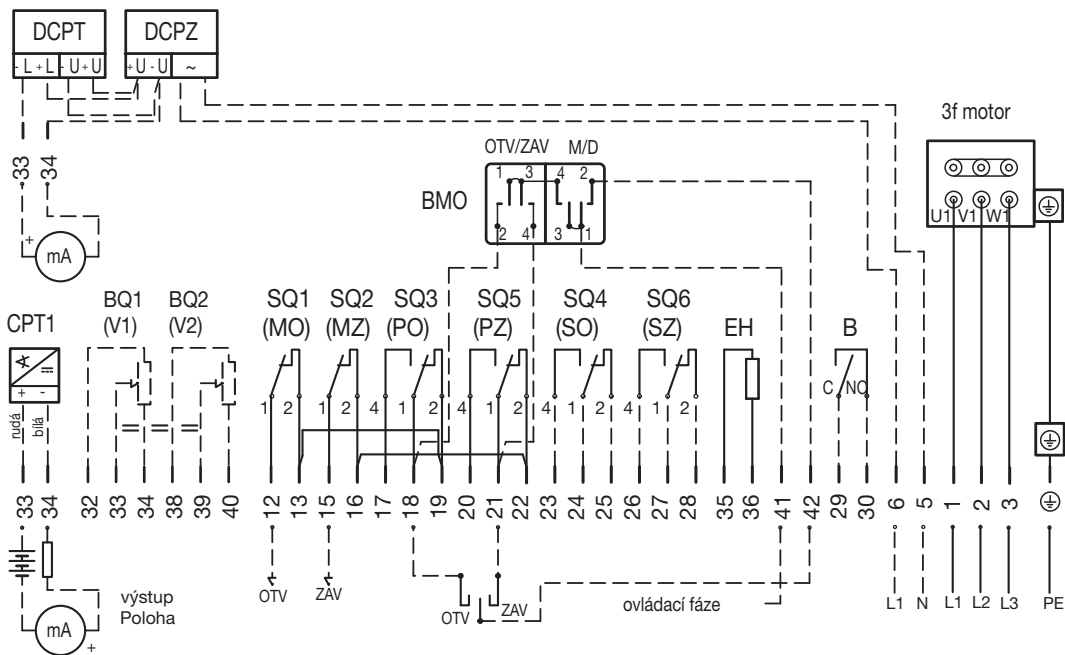 DCPT DCPZ
- L + L - U + U + U - U ~
33 34
+ mA
3f motor
U1 V1 W1
OTV/ZAV M/D
BMO
1 3 4 2
2 4 3 1
CPT1
+ -
rudá bílá
BQ1 (V1)
BQ2 (V2)
SQ1 (MO)
SQ2 (MZ)
SQ3 (PO)
SQ5 (PZ)
SQ4 (SO)
SQ6 (SZ)
EH
B
C NO
1 2 1 2 4 1 2 4 1 2 4 1 2 4 1 2
33 34 32 33 34 38 39 40 12 13 15 16 17 18 19 20 21 22 23 24 25 26 27 28 35 36 41 42 29 30 6 5 1 2 3
mA +
výstup
Poloha
OTV ZAV
OTV ZAV
ovládací fáze
L1 N L1 L2 L3 PE